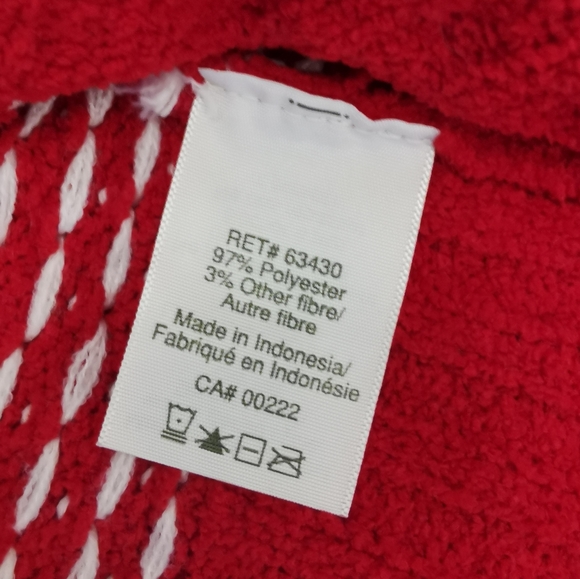 RET# 63430
97% Polyester
3% Other fibre/
Autre fibre
Made in Indonesia/
Fabriqué en Indonésie
CA# 00222